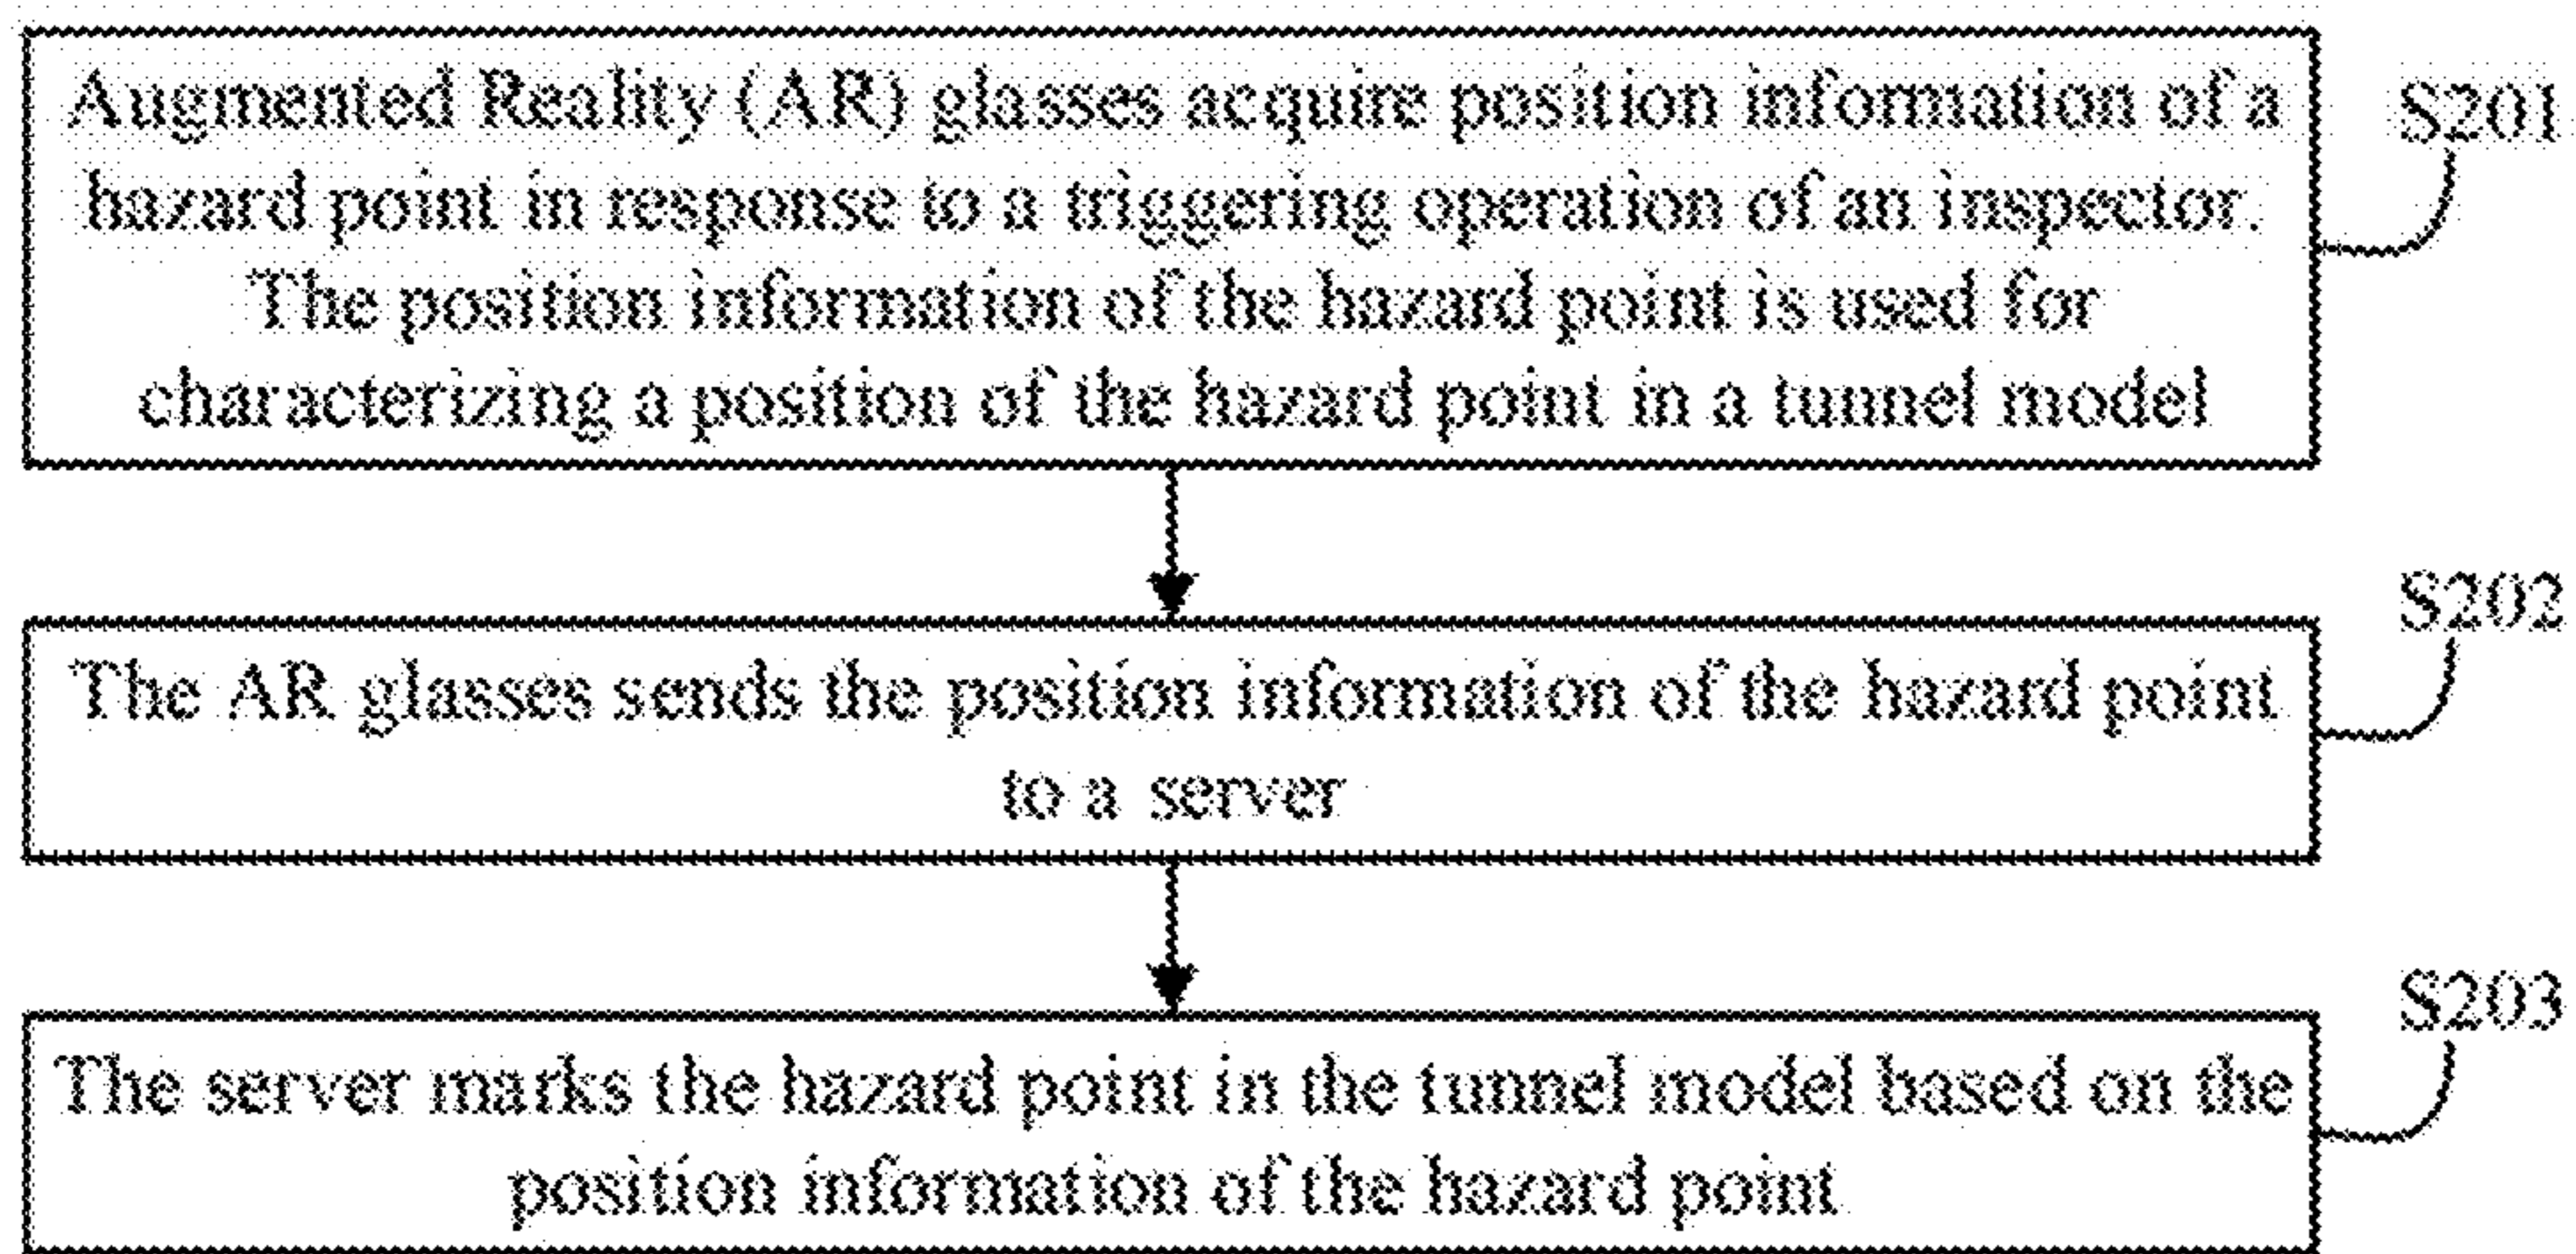 Augmented Reality (AR) glasses acquire position information of a
hazard point in response to a triggering operation of an inspector.
The position information of the hazard point is used for
characterizing a position of the hazard point in a tunnel model
S201
The AR glasses sends the position information of the hazard point
to a server
S202
The server marks the hazard point in the tunnel model based on the
position information of the hazard point
S203